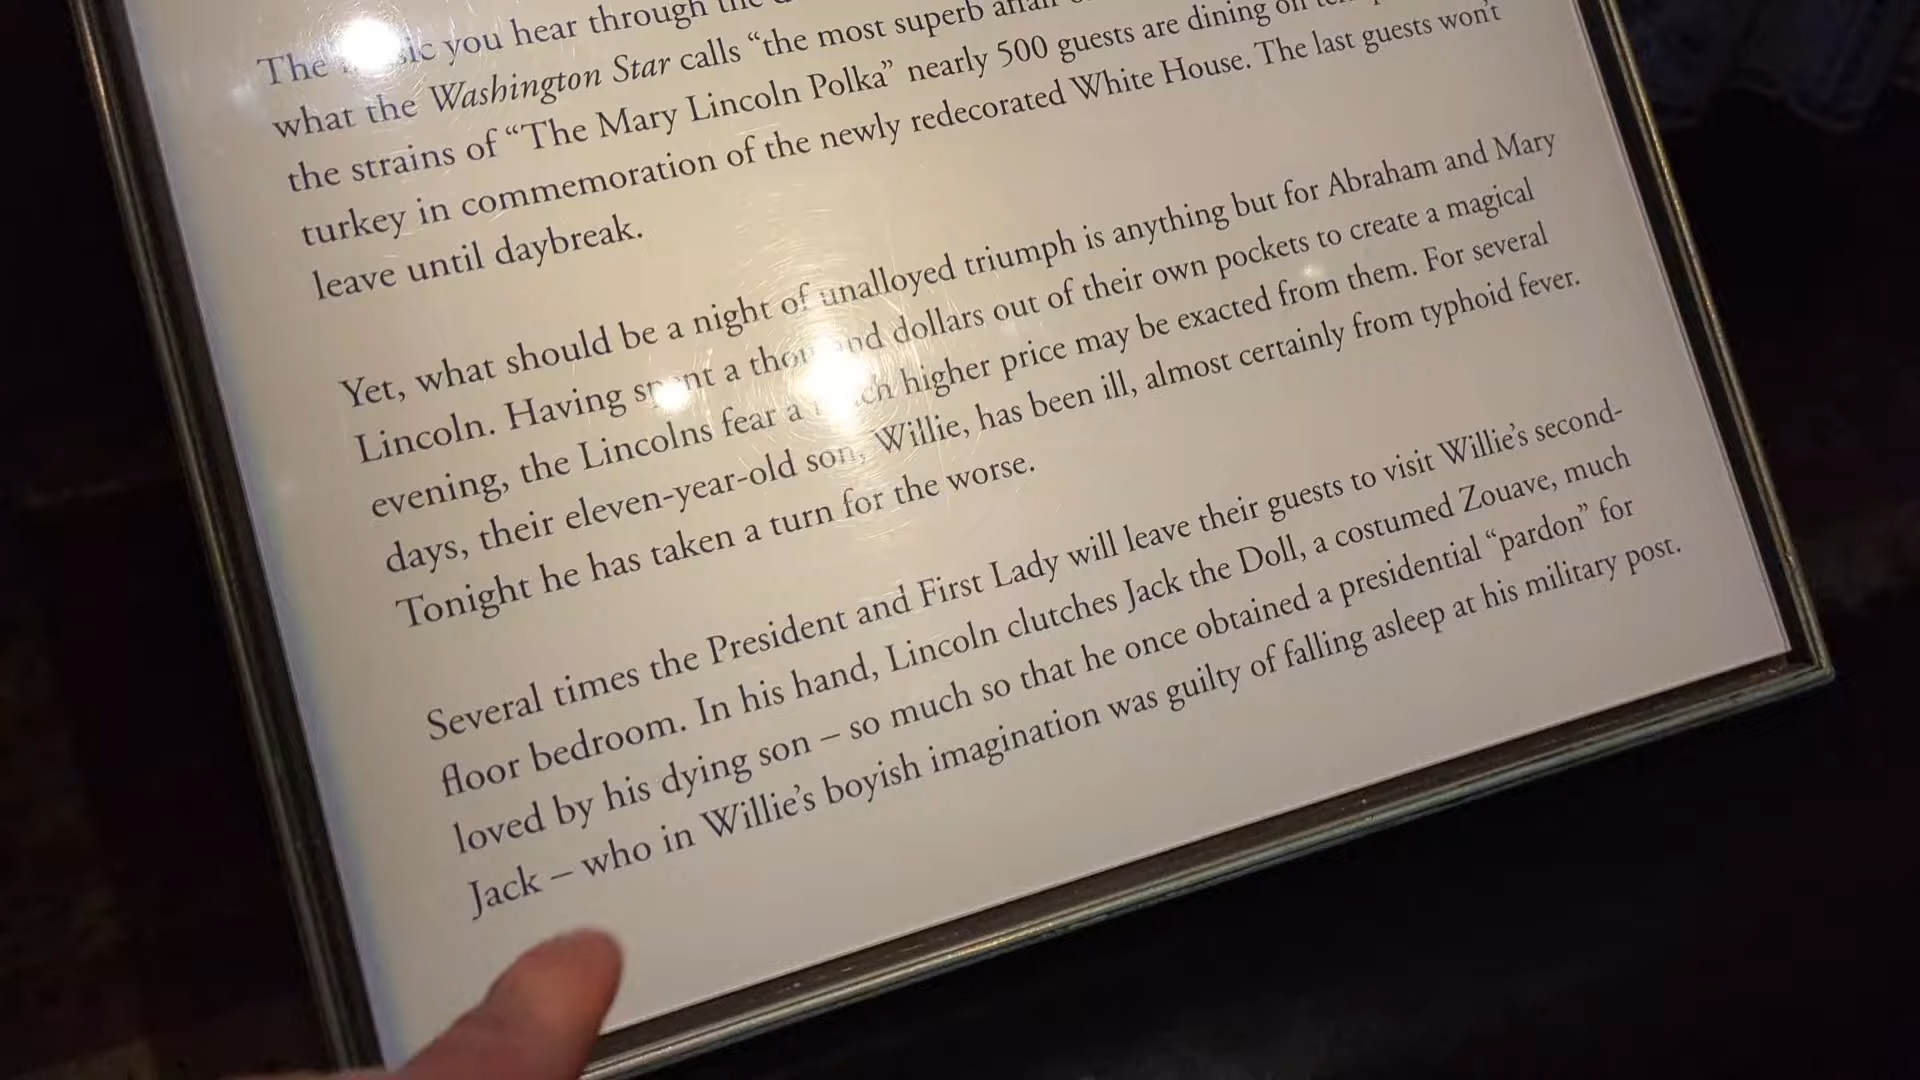 The you hear through the
what the Washington Star calls “the most superb affair
the strains of “The Mary Lincoln Polka” nearly 500 guests are dining on
turkey in commemoration of the newly redecorated White House. The last guests won’t
leave until daybreak.
Yet, what should be a night of unalloyed triumph is anything but for Abraham and Mary
Lincoln. Having spent a thousand dollars out of their own pockets to create a magical
evening, the Lincolns fear a much higher price may be exacted from them. For several
days, their eleven-year-old son, Willie, has been ill, almost certainly from typhoid fever.
Tonight he has taken a turn for the worse.
Several times the President and First Lady will leave their guests to visit Willie’s second-
floor bedroom. In his hand, Lincoln clutches Jack the Doll, a costumed Zouave, much
loved by his dying son – so much so that he once obtained a presidential “pardon” for
Jack – who in Willie’s boyish imagination was guilty of falling asleep at his military post.